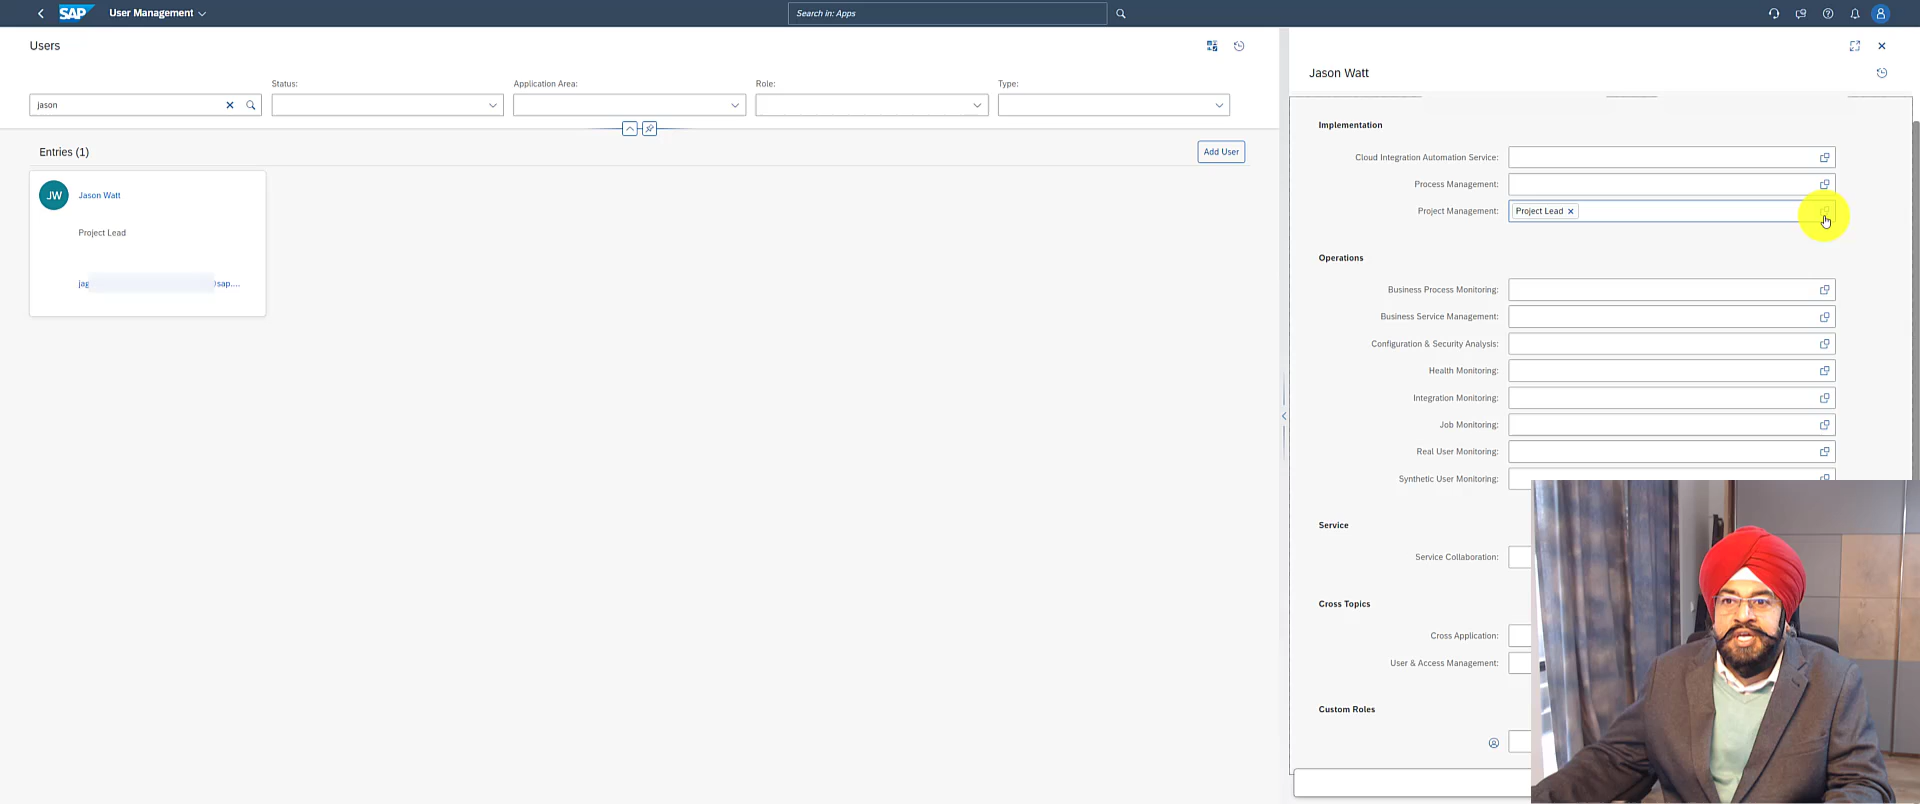 SAP User Management Search in: Apps
Users
Jason Watt
Status: Application Area: Role: Type:
jason
Entries (1) Add User
JW Jason Watt
Project Lead
jag sap....
Implementation
Cloud Integration Automation Service:
Process Management:
Project Management: Project Lead
Operations
Business Process Monitoring:
Business Service Management:
Configuration & Security Analysis:
Health Monitoring:
Integration Monitoring:
Job Monitoring:
Real User Monitoring:
Synthetic User Monitoring:
Service
Service Collaboration:
Cross Topics
Cross Application:
User & Access Management:
Custom Roles